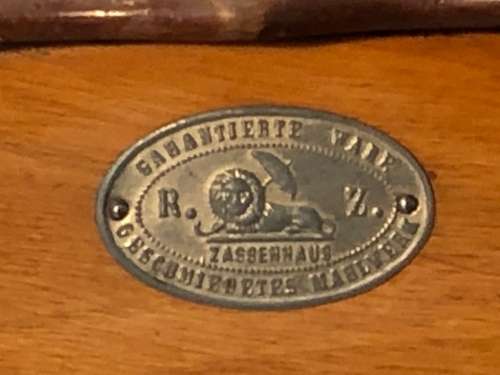 GARANTIERTE WARE
R. Z.
ZASSENHAUS
GESCHMIEDETES MAHLWERK